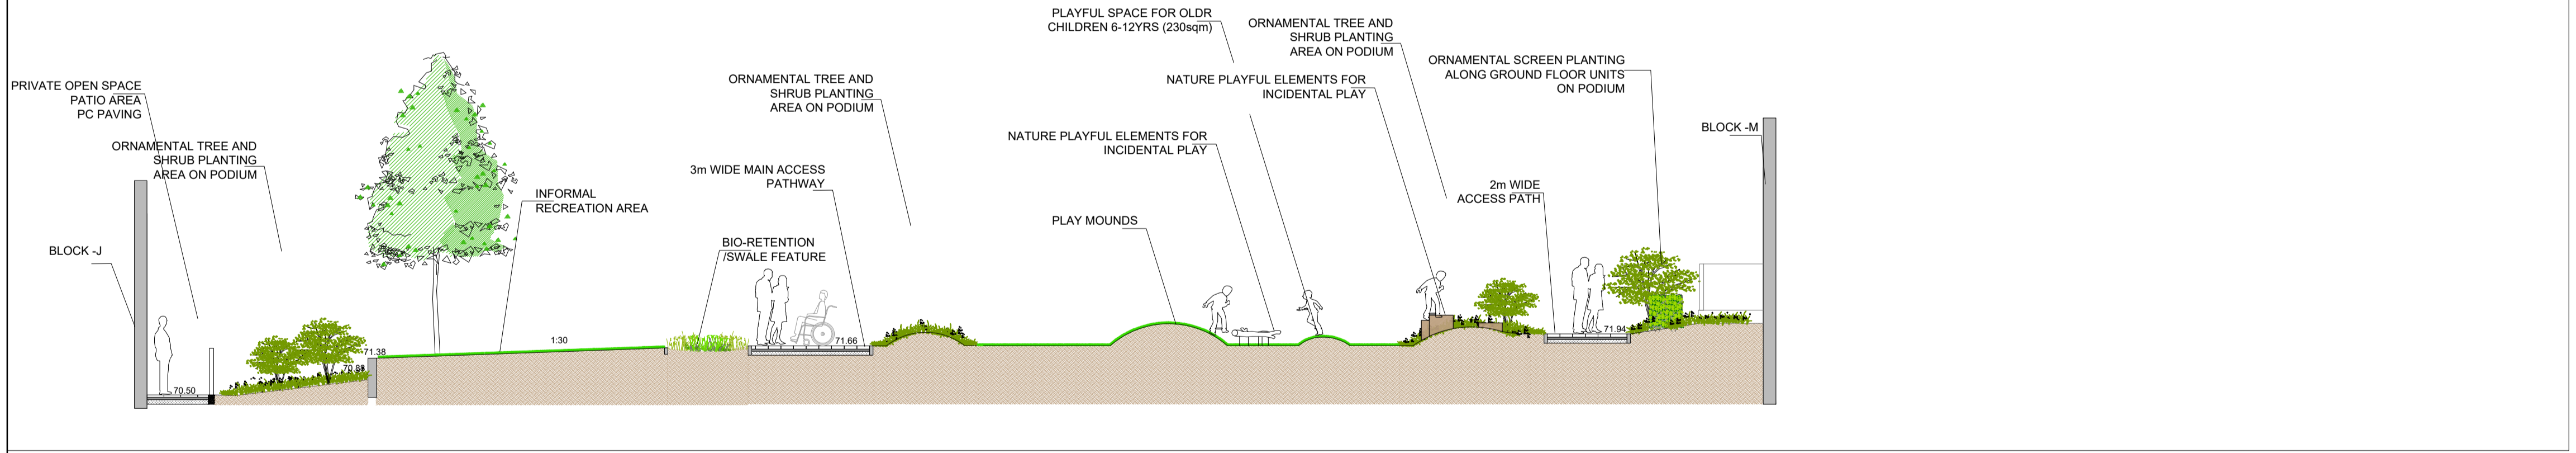 PRIVATE OPEN SPACE
PATIO AREA
PC PAVING
ORNAMENTAL TREE AND
SHRUB PLANTING
AREA ON PODIUM
BLOCK -J
70.50
70.88
71.38
INFORMAL
RECREATION AREA
1:30
BIO-RETENTION
/SWALE FEATURE
3m WIDE MAIN ACCESS
PATHWAY
71.66
ORNAMENTAL TREE AND
SHRUB PLANTING
AREA ON PODIUM
PLAY MOUNDS
NATURE PLAYFUL ELEMENTS FOR
INCIDENTAL PLAY
PLAYFUL SPACE FOR OLDR
CHILDREN 6-12YRS (230sqm)
NATURE PLAYFUL ELEMENTS FOR
INCIDENTAL PLAY
ORNAMENTAL TREE AND
SHRUB PLANTING
AREA ON PODIUM
2m WIDE
ACCESS PATH
71.94
ORNAMENTAL SCREEN PLANTING
ALONG GROUND FLOOR UNITS
ON PODIUM
BLOCK -M